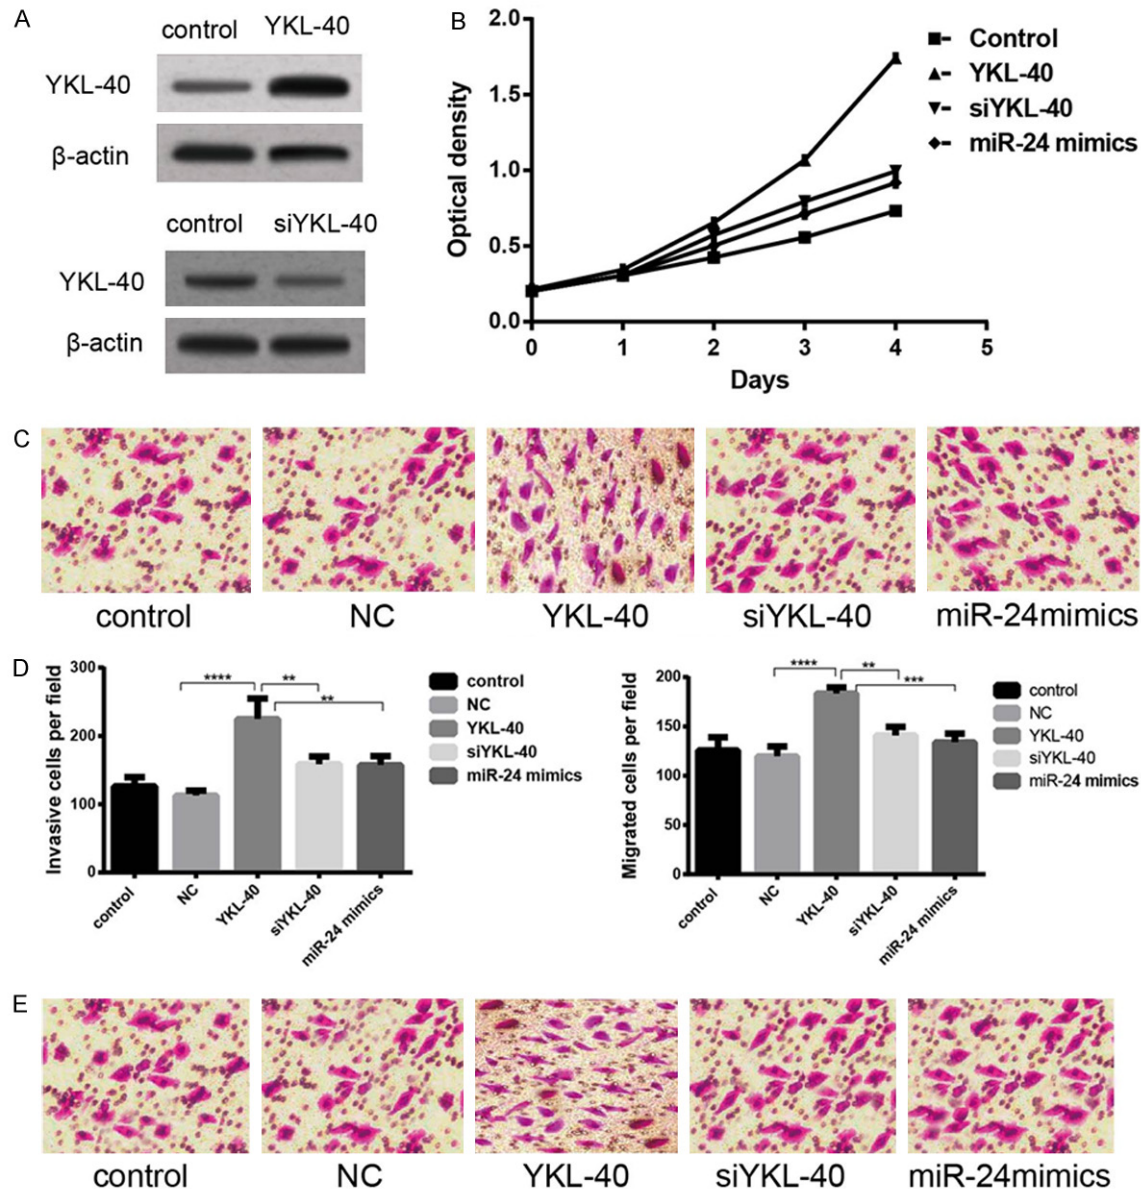 A
control YKL-40
YKL-40
β-actin
control siYKL-40
YKL-40
β-actin
B
2.0
1.5
1.0
0.5
0.0
Optical density
0 1 2 3 4 5
Days
Control
YKL-40
siYKL-40
miR-24 mimics
C
control NC YKL-40 siYKL-40 miR-24mimics
D
300
200
100
0
Invasive cells per field
**** **
**
control
NC
YKL-40
siYKL-40
miR-24 mimics
control NC YKL-40 siYKL-40 miR-24 mimics
200
150
100
50
0
Migrated cells per field
**** **
***
control
NC
YKL-40
siYKL-40
miR-24 mimics
control NC YKL-40 siYKL-40 miR-24 mimics
E
control NC YKL-40 siYKL-40 miR-24mimics